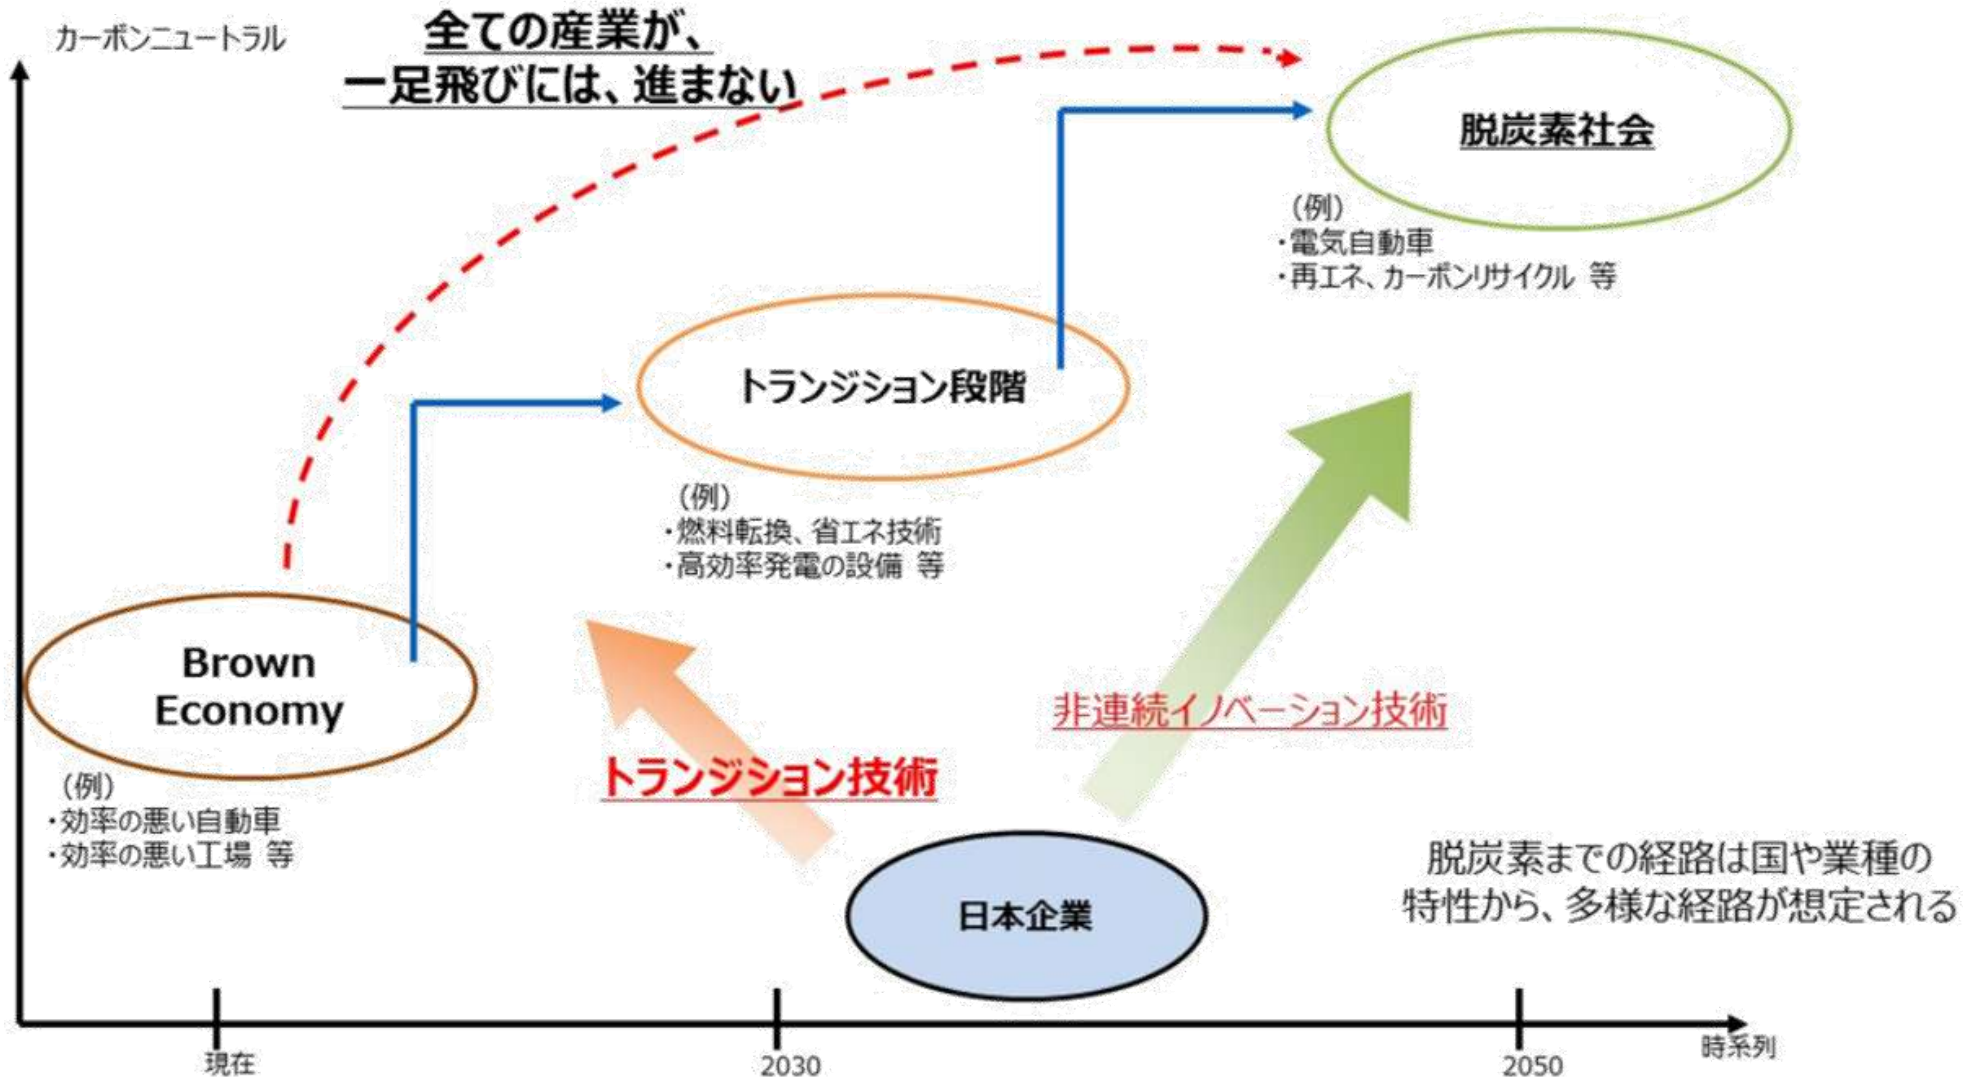 カーボンニュートラル
全ての産業が、
一足飛びには、進まない
脱炭素社会
（例）
・電気自動車
・再エネ、カーボンリサイクル 等
トランジション段階
（例）
・燃料転換、省エネ技術
・高効率発電の設備 等
Brown
Economy
（例）
・効率の悪い自動車
・効率の悪い工場 等
トランジション技術
非連続イノベーション技術
日本企業
脱炭素までの経路は国や業種の
特性から、多様な経路が想定される
現在
2030
2050
時系列